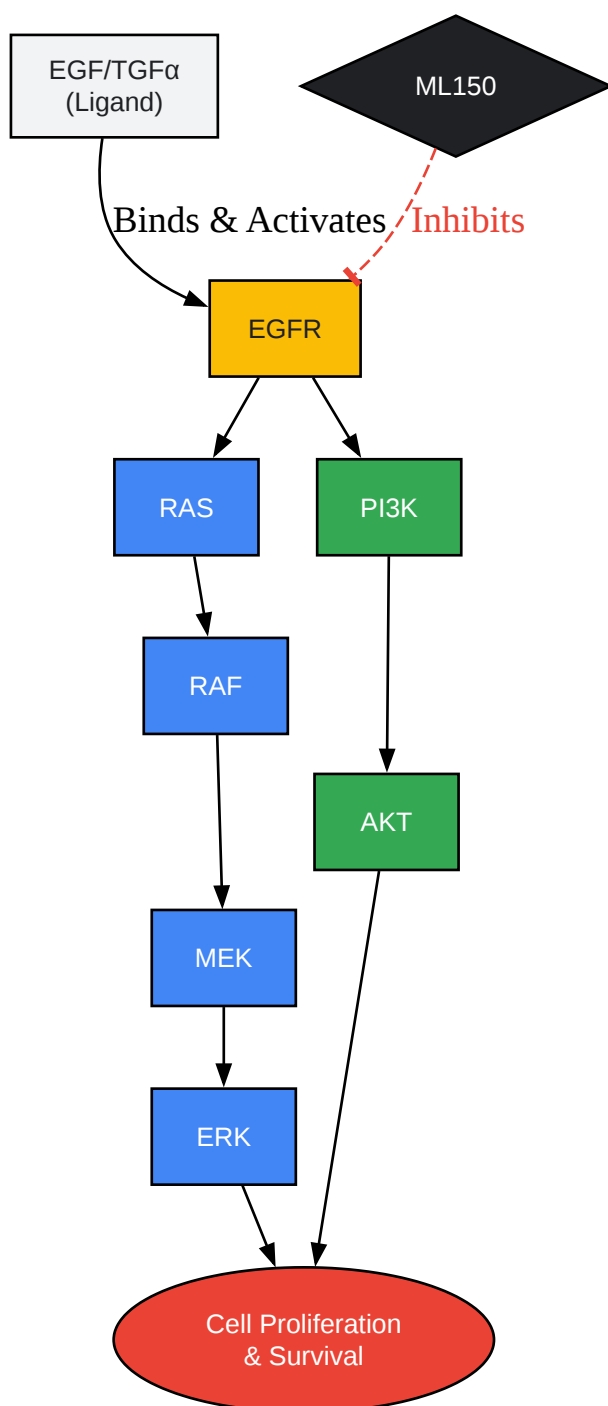 EGF/TGFα
(Ligand)
ML150
Binds & Activates
Inhibits
EGFR
RAS
PI3K
RAF
AKT
MEK
ERK
Cell Proliferation
& Survival